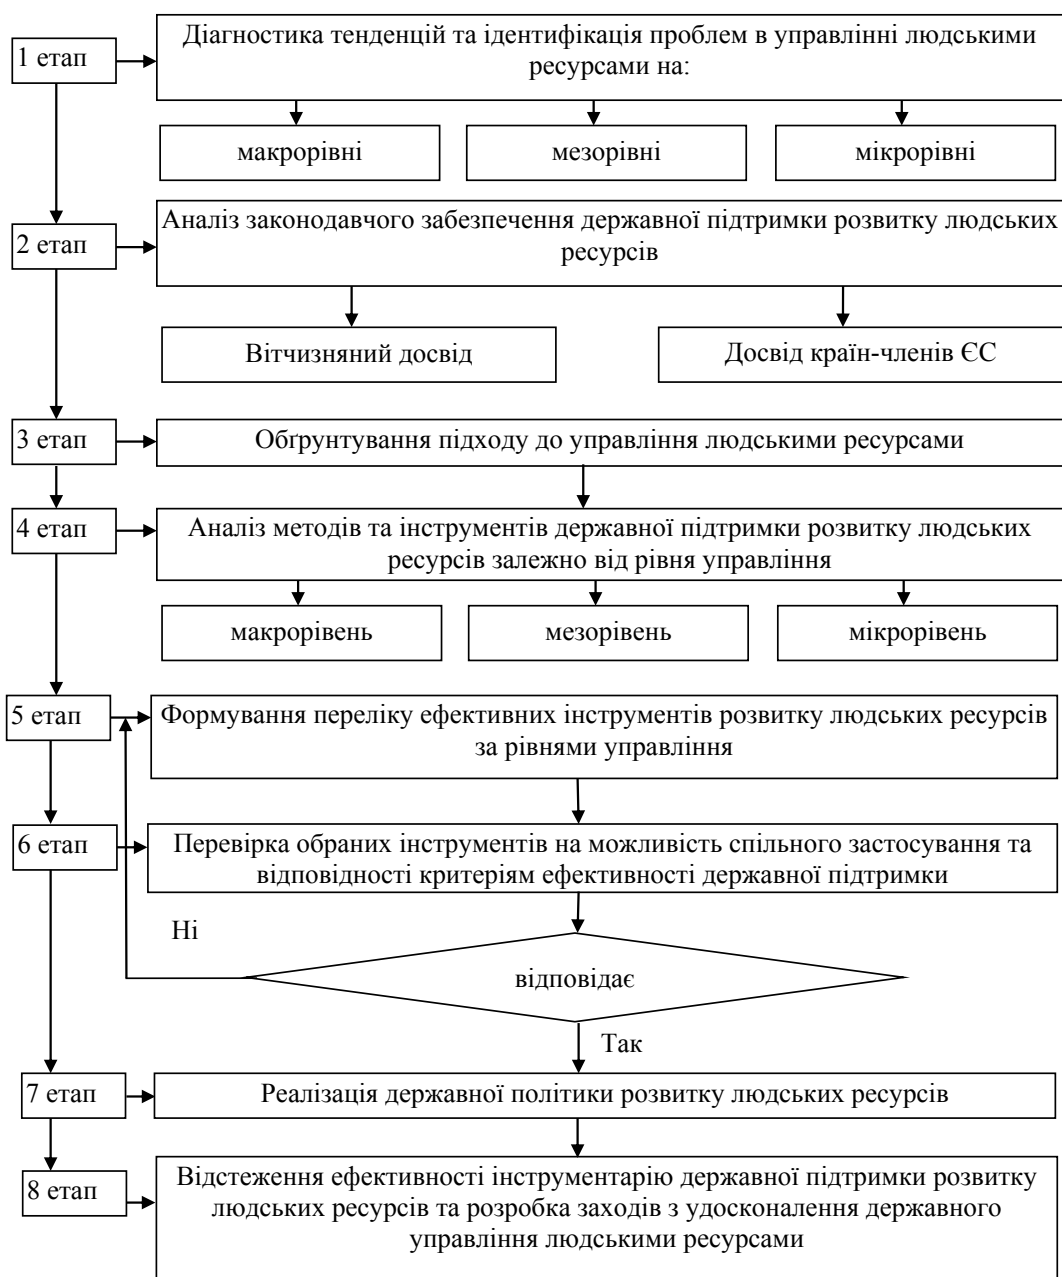 1 етап
Діагностика тенденцій та ідентифікація проблем в управлінні людськими
ресурсами на:
макрорівні
мезорівні
мікрорівні
2 етап
Аналіз законодавчого забезпечення державної підтримки розвитку людських
ресурсів
Вітчизняний досвід
Досвід країн-членів ЄС
3 етап
Обґрунтування підходу до управління людськими ресурсами
4 етап
Аналіз методів та інструментів державної підтримки розвитку людських
ресурсів залежно від рівня управління
макрорівень
мезорівень
мікрорівень
5 етап
Формування переліку ефективних інструментів розвитку людських ресурсів
за рівнями управління
6 етап
Перевірка обраних інструментів на можливість спільного застосування та
відповідності критеріям ефективності державної підтримки
Ні
відповідає
Так
7 етап
Реалізація державної політики розвитку людських ресурсів
8 етап
Відстеження ефективності інструментарію державної підтримки розвитку
людських ресурсів та розробка заходів з удосконалення державного
управління людськими ресурсами